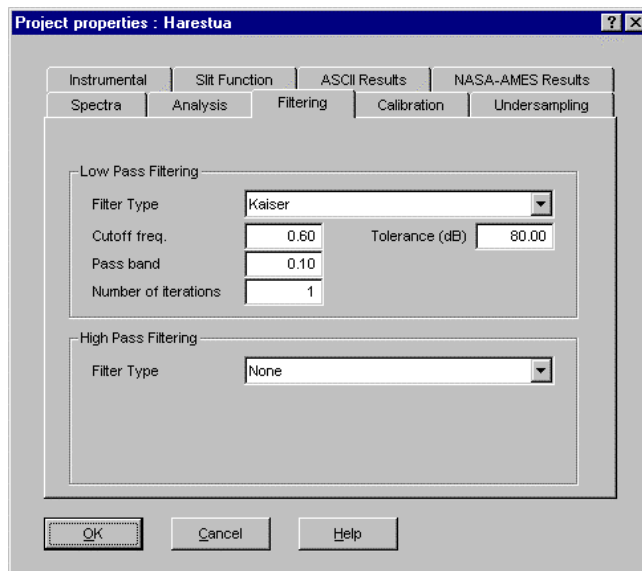 Project properties : Harestua
Instrumental Slit Function ASCII Results NASA-AMES Results
Spectra Analysis Filtering Calibration Undersampling
Low Pass Filtering
Filter Type Kaiser
Cutoff freq. 0.60 Tolerance (dB) 80.00
Pass band 0.10
Number of iterations 1
High Pass Filtering
Filter Type None
OK Cancel Help